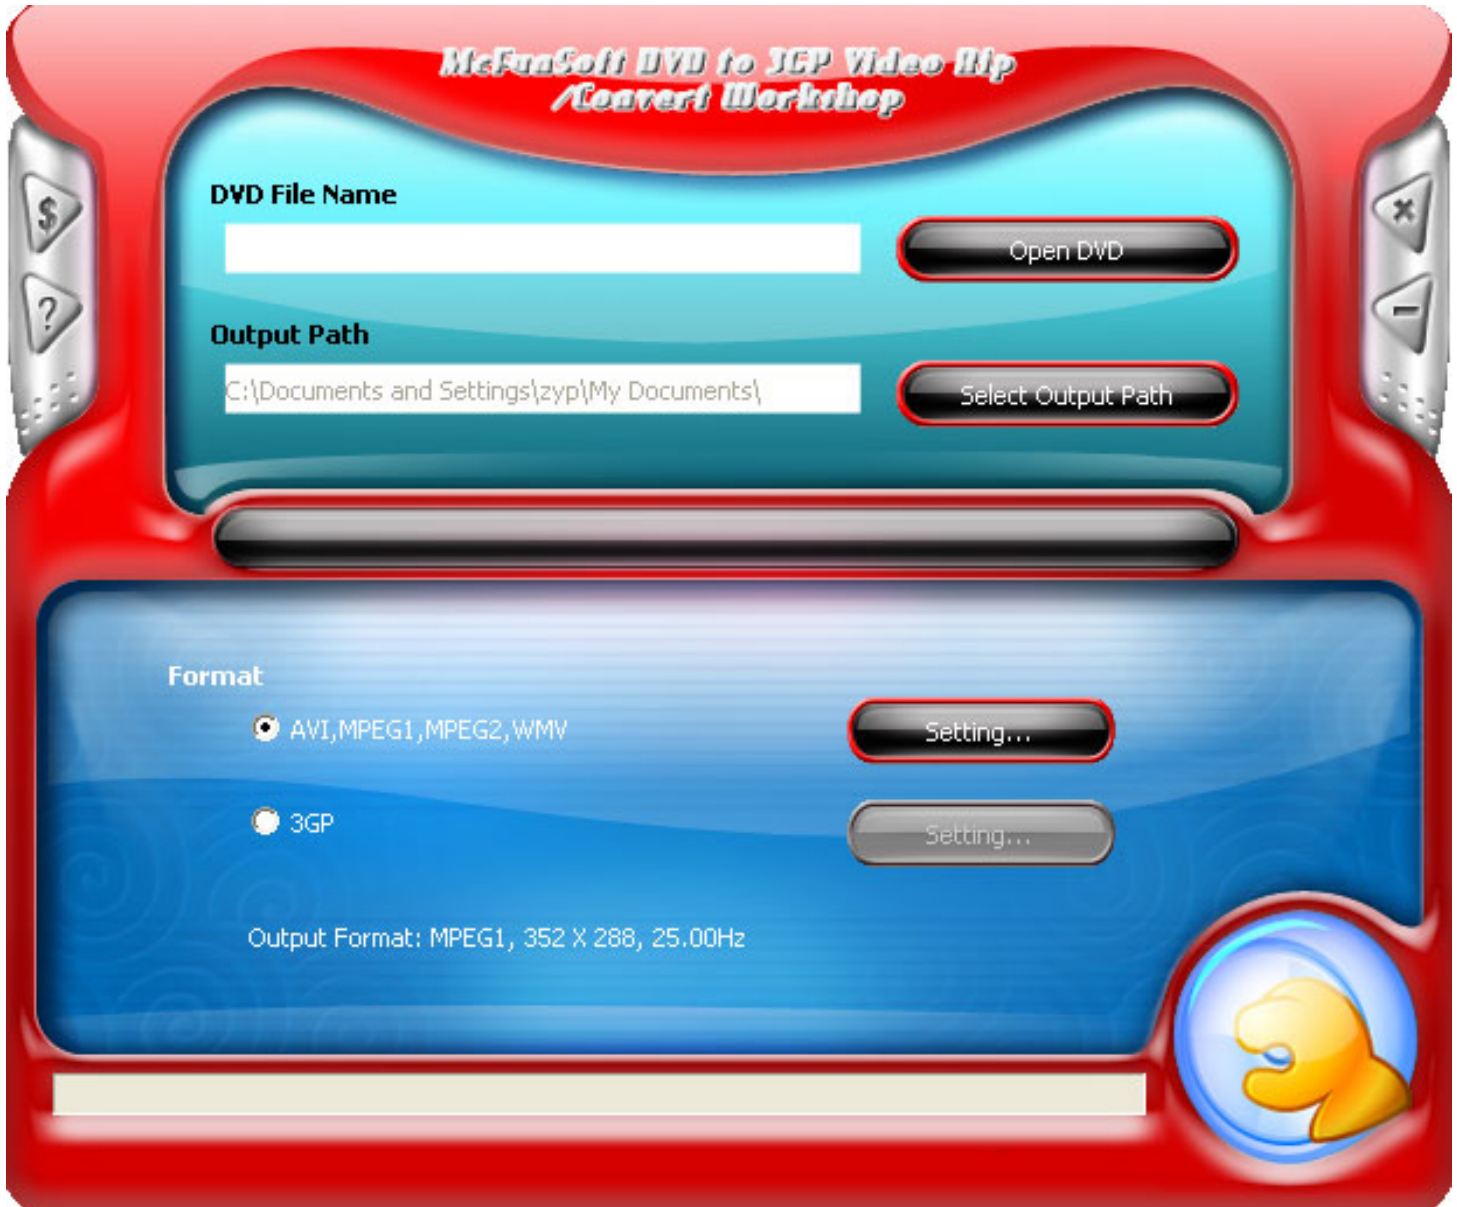 McFunSoft DVD to 3GP Video Rip
/Convert Workshop
DVD File Name
Open DVD
$
?
Output Path
C:\Documents and Settings\zyp\My Documents\
Select Output Path
Format
AVI,MPEG1,MPEG2,WMV
Setting...
3GP
Setting...
Output Format: MPEG1, 352 X 288, 25.00Hz